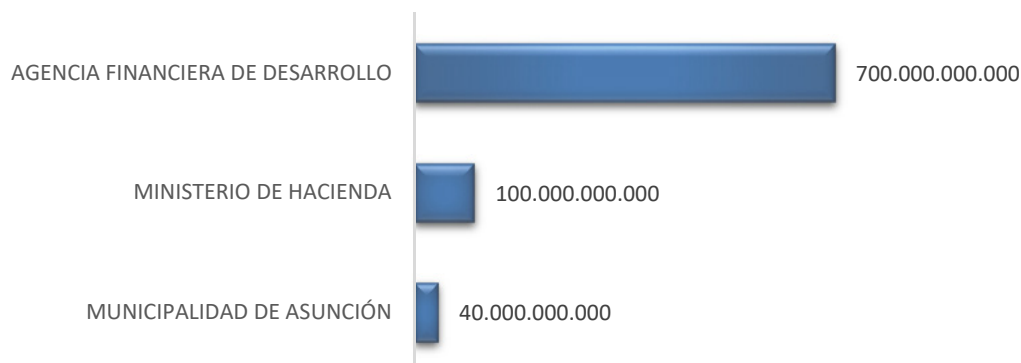 AGENCIA FINANCIERA DE DESARROLLO 700.000.000.000
MINISTERIO DE HACIENDA 100.000.000.000
MUNICIPALIDAD DE ASUNCIÓN 40.000.000.000